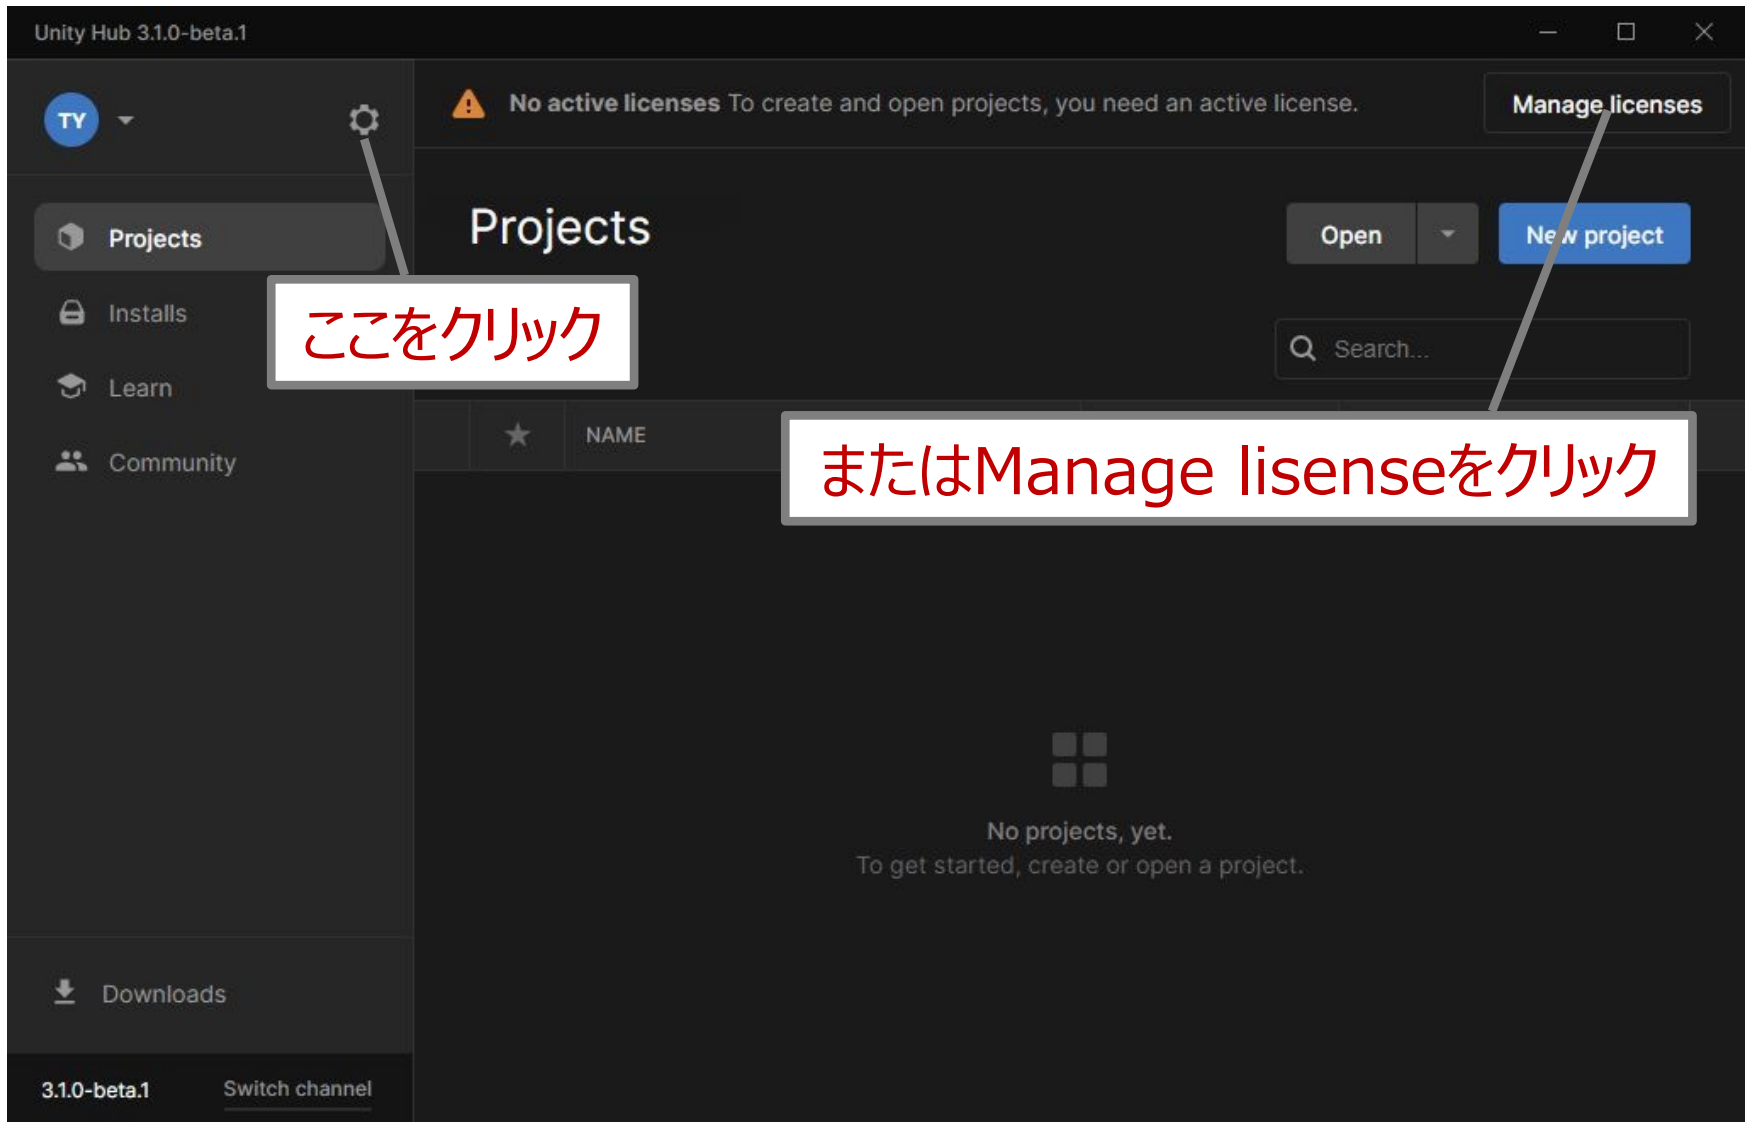 Unity Hub 3.1.0-beta.1
TY
No active licenses To create and open projects, you need an active license.
Manage licenses
Projects
Installs
Learn
Community
Projects
Open
New project
ここをクリック
Search...
NAME
またはManage lisenseをクリック
No projects, yet.
To get started, create or open a project.
Downloads
3.1.0-beta.1
Switch channel